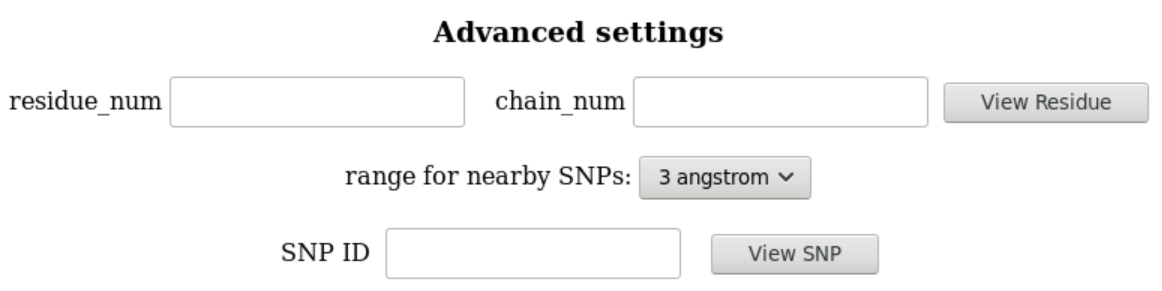 Advanced settings
residue_num chain_num View Residue
range for nearby SNPs: 3 angstrom
SNP ID View SNP